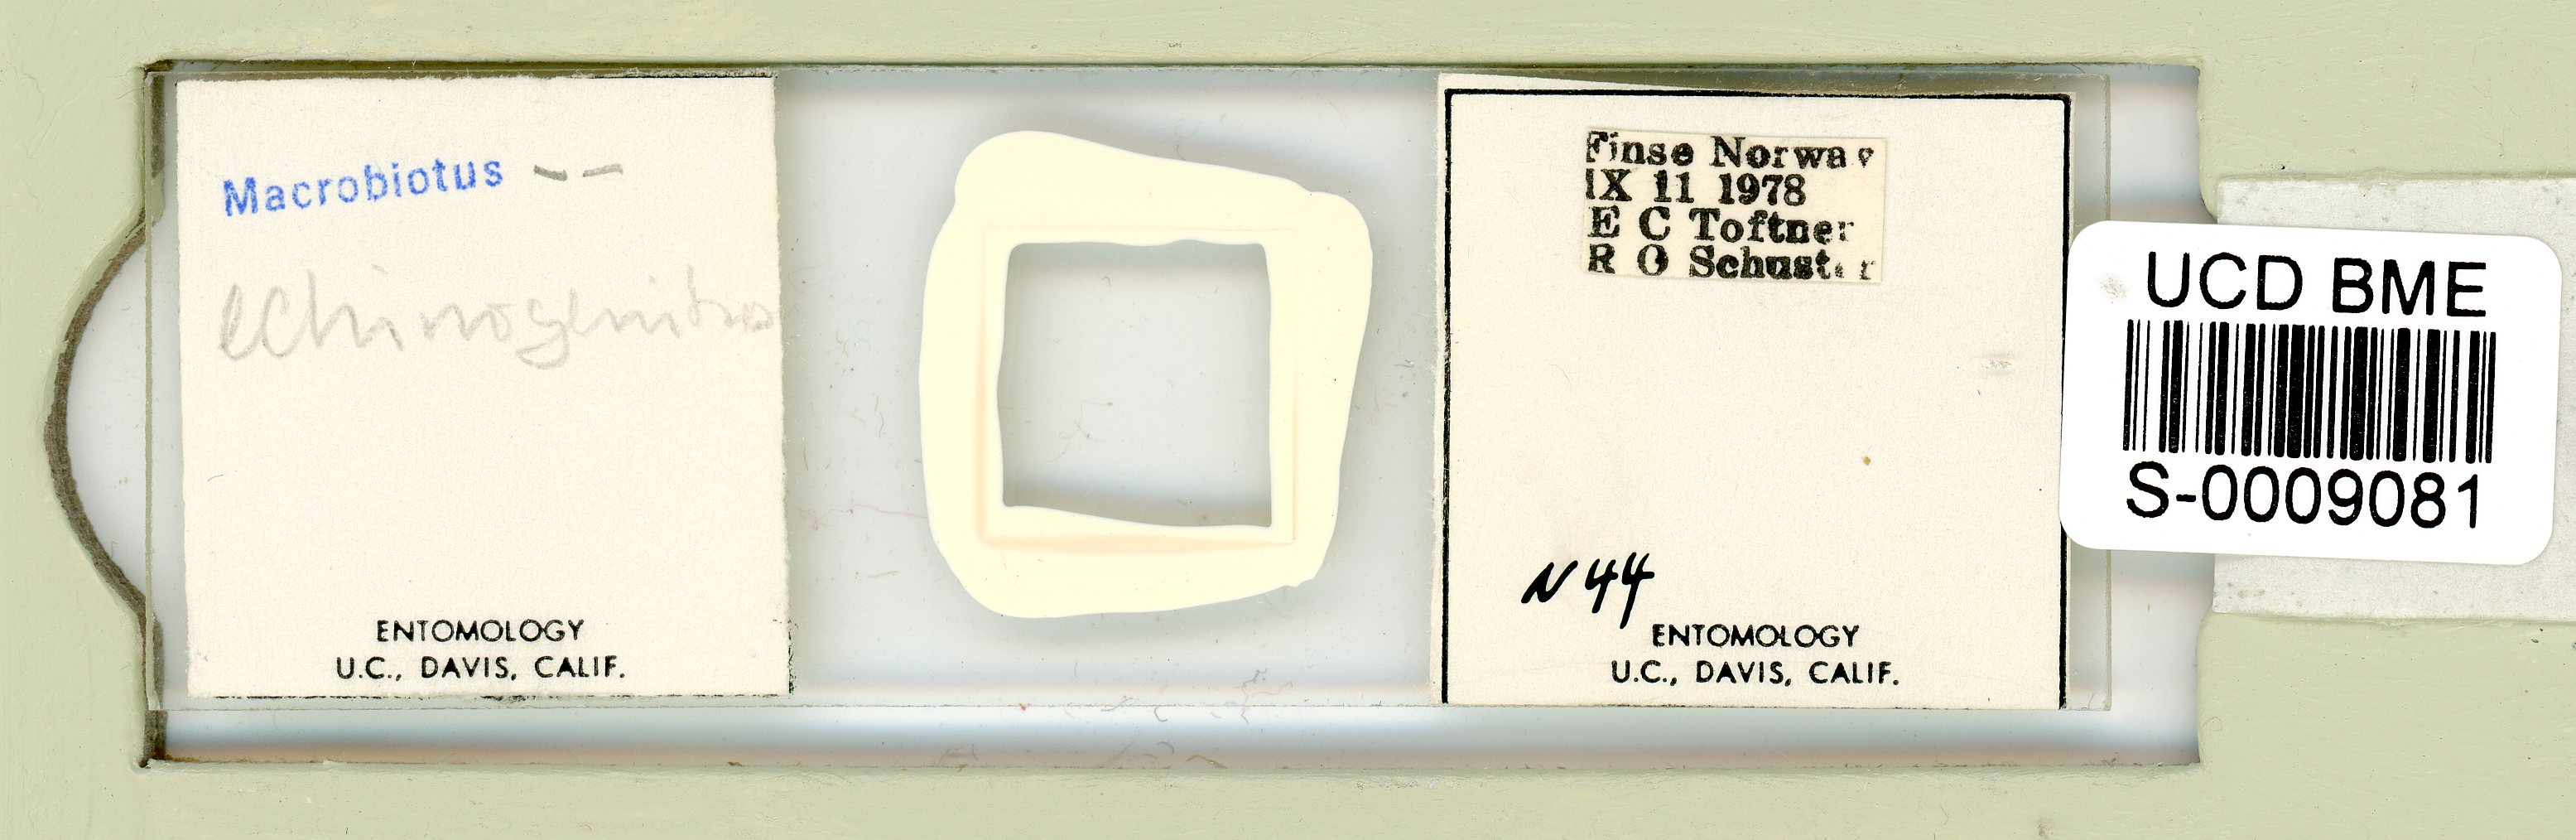 Macrobiotus --
echinogenitus
ENTOMOLOGY
U.C., DAVIS, CALIF.
Finse Norway
IX 11 1978
E C Toftner
R O Schuster
N 44
ENTOMOLOGY
U.C., DAVIS, CALIF.
UCD BME
S-0009081